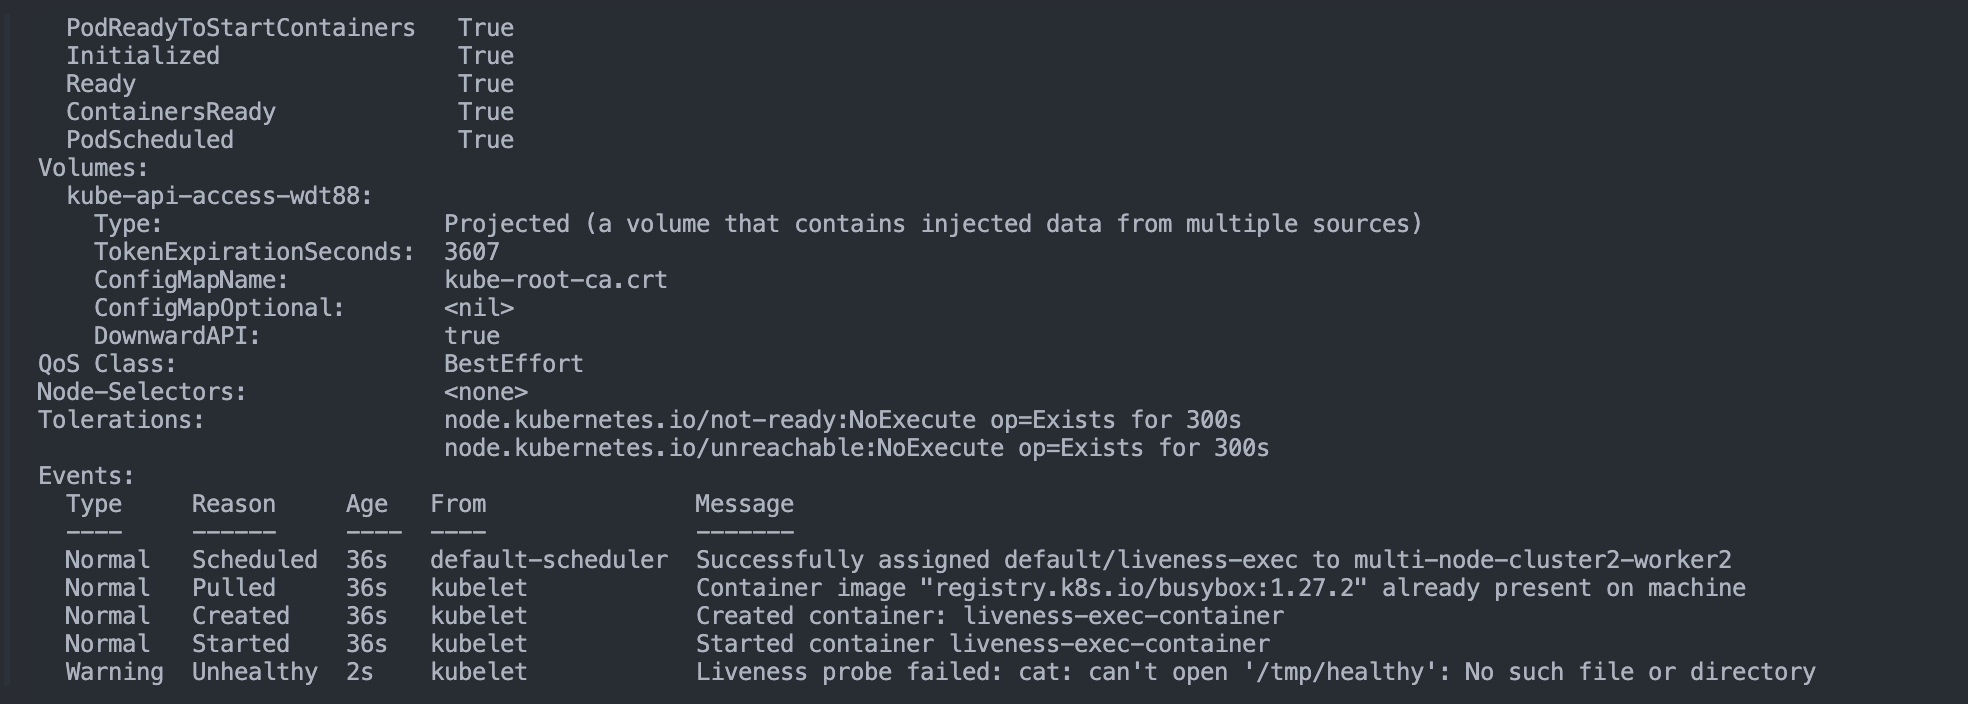 PodReadyToStartContainers   True
Initialized                 True
Ready                       True
ContainersReady             True
PodScheduled                True
Volumes:
kube-api-access-wdt88:
Type:                    Projected (a volume that contains injected data from multiple sources)
TokenExpirationSeconds:  3607
ConfigMapName:           kube-root-ca.crt
ConfigMapOptional:       <nil>
DownwardAPI:             true
QoS Class:                   BestEffort
Node-Selectors:              <none>
Tolerations:                 node.kubernetes.io/not-ready:NoExecute op=Exists for 300s
node.kubernetes.io/unreachable:NoExecute op=Exists for 300s
Events:
Type     Reason     Age   From               Message
----     ------     ----  ----               -------
Normal   Scheduled  36s   default-scheduler  Successfully assigned default/liveness-exec to multi-node-cluster2-worker2
Normal   Pulled     36s   kubelet            Container image "registry.k8s.io/busybox:1.27.2" already present on machine
Normal   Created    36s   kubelet            Created container: liveness-exec-container
Normal   Started    36s   kubelet            Started container liveness-exec-container
Warning  Unhealthy  2s    kubelet            Liveness probe failed: cat: can't open '/tmp/healthy': No such file or directory